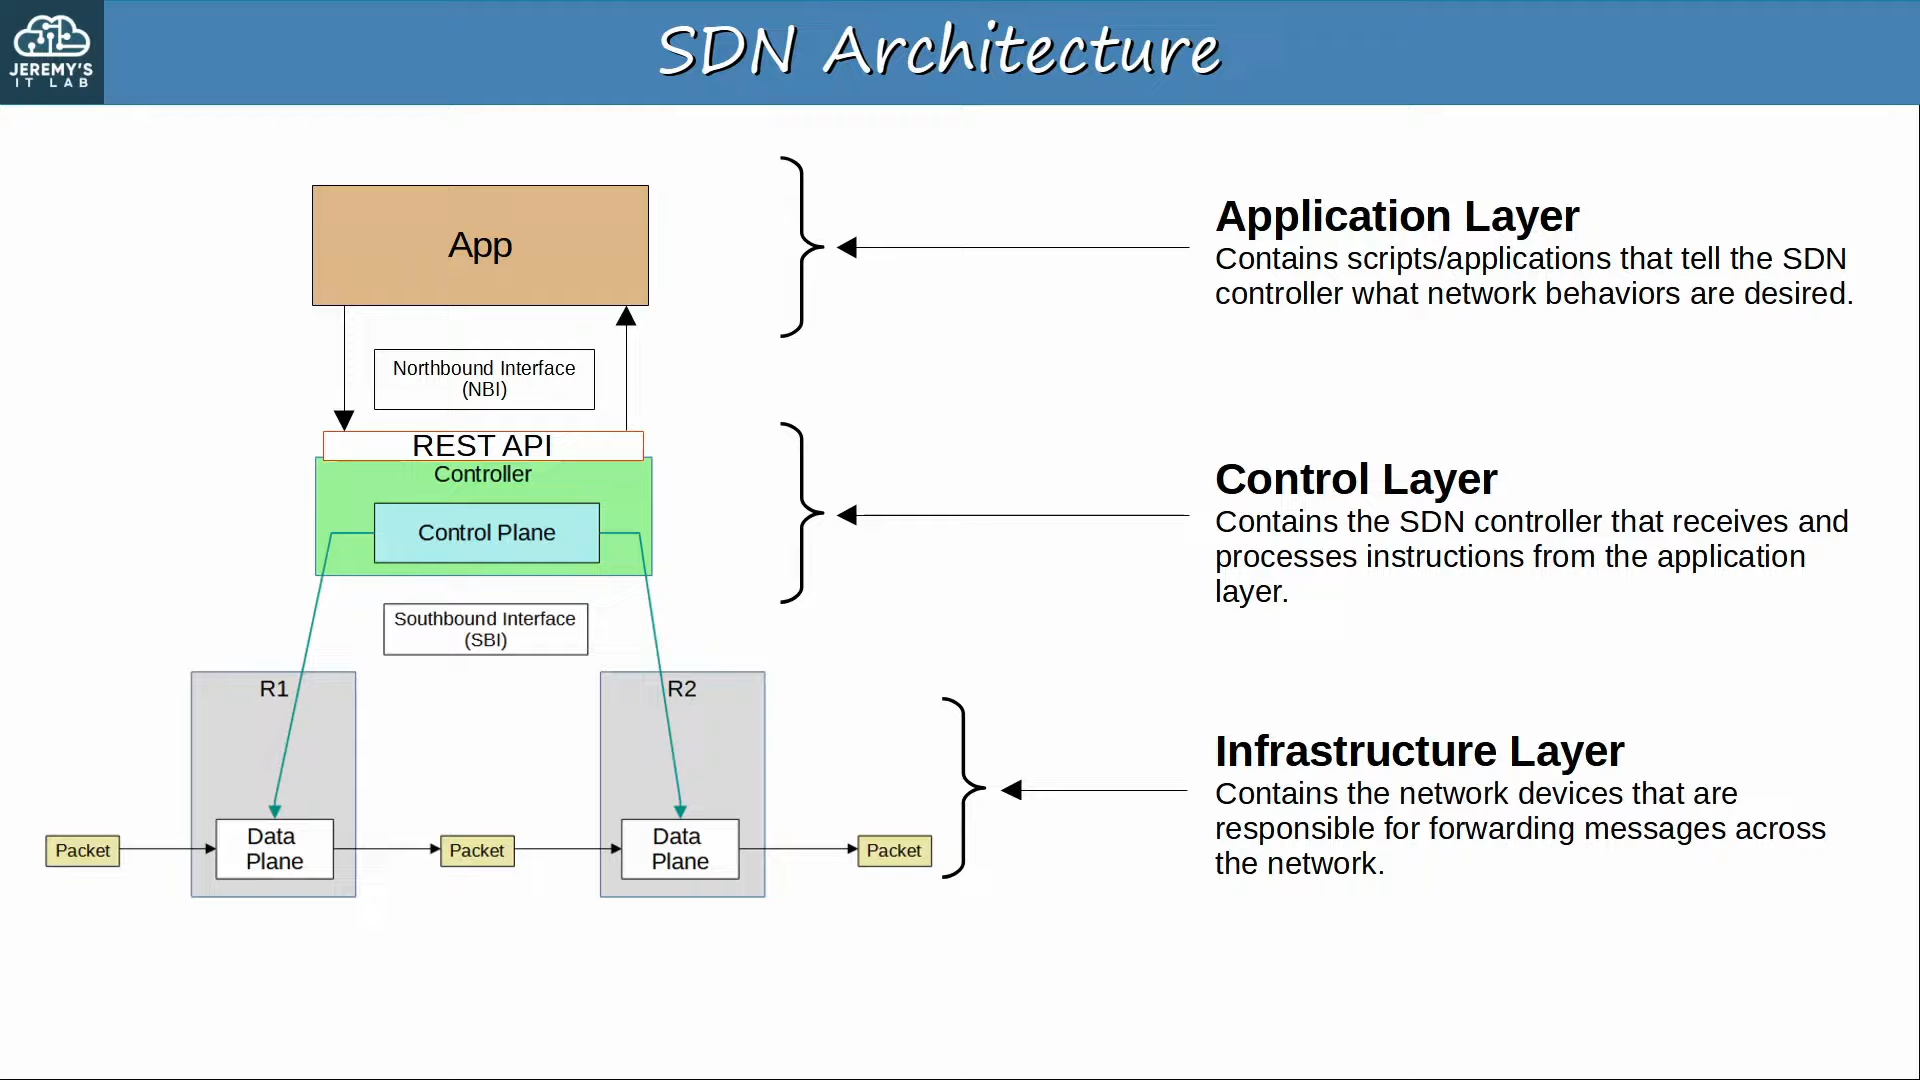 JEREMY'S
IT LAB
SDN Architecture
App
Northbound Interface
(NBI)
REST API
Controller
Control Plane
Southbound Interface
(SBI)
R1
R2
Packet
Data
Plane
Packet
Data
Plane
Packet
Application Layer
Contains scripts/applications that tell the SDN
controller what network behaviors are desired.
Control Layer
Contains the SDN controller that receives and
processes instructions from the application
layer.
Infrastructure Layer
Contains the network devices that are
responsible for forwarding messages across
the network.